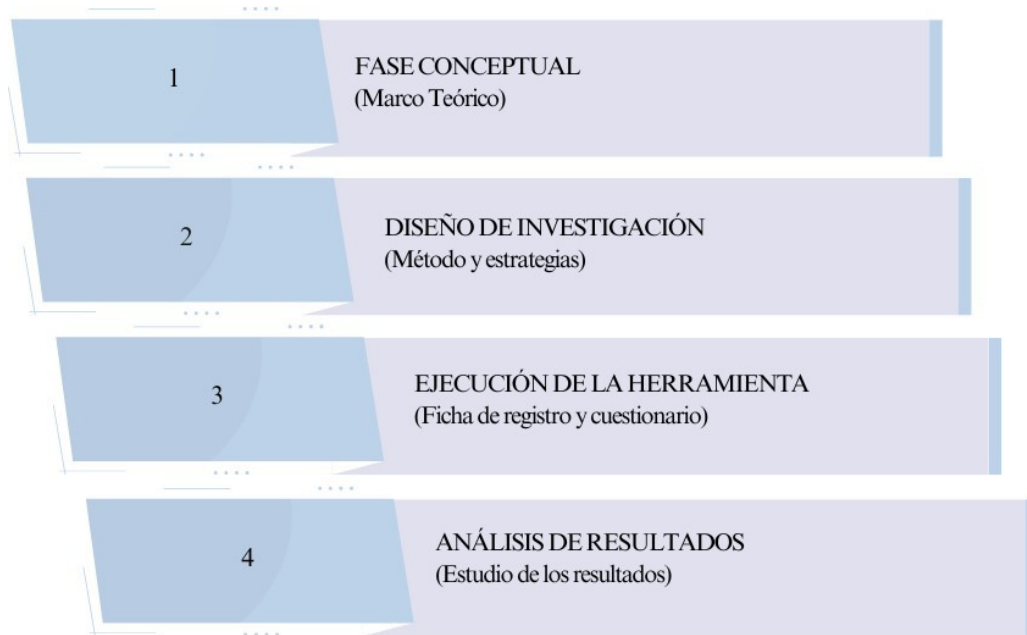 1
FASE CONCEPTUAL
(Marco Teórico)
2
DISEÑO DE INVESTIGACIÓN
(Método y estrategias)
3
EJECUCIÓN DE LA HERRAMIENTA
(Ficha de registro y cuestionario)
4
ANÁLISIS DE RESULTADOS
(Estudio de los resultados)